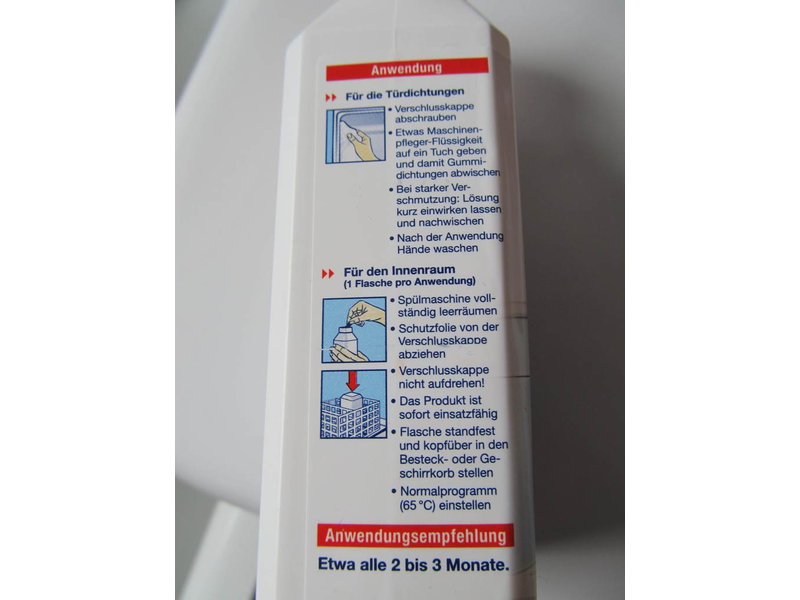 Anwendung
Für die Türdichtungen
• Verschlusskappe
abschrauben
• Etwas Maschinen-
pfleger-Flüssigkeit
auf ein Tuch geben
und damit Gummi-
dichtungen abwischen
• Bei starker Ver-
schmutzung: Lösung
kurz einwirken lassen
und nachwischen
• Nach der Anwendung
Hände waschen
Für den Innenraum
(1 Flasche pro Anwendung)
• Spülmaschine voll-
ständig leerräumen
• Schutzfolie von der
Verschlusskappe
abziehen
• Verschlusskappe
nicht aufdrehen!
• Das Produkt ist
sofort einsatzfähig
• Flasche standfest
und kopfüber in den
Besteck- oder Ge-
schirrkorb stellen
• Normalprogramm
(65 °C) einstellen
Anwendungsempfehlung
Etwa alle 2 bis 3 Monate.